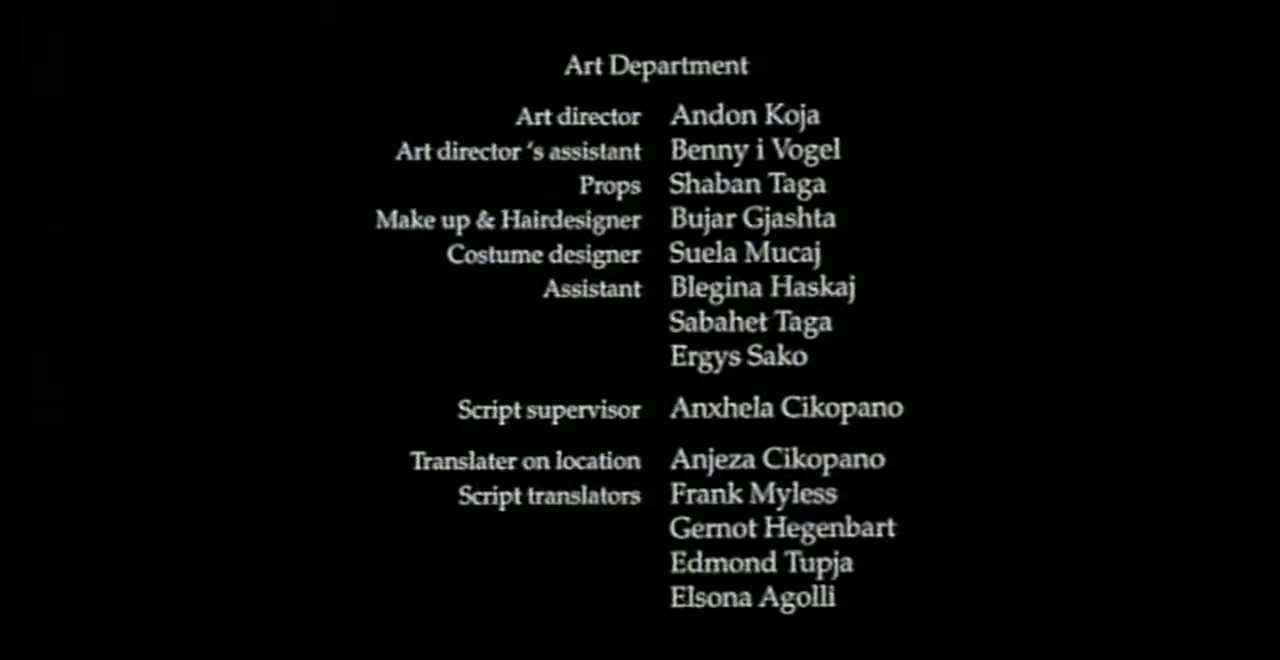 Art Department
Art director Andon Koja
Art director 's assistant Benny i Vogel
Props Shaban Taga
Make up & Hairdesigner Bujar Gjashta
Costume designer Suela Mucaj
Assistant Blegina Haskaj
Sabahet Taga
Ergys Sako
Script supervisor Anxhela Cikopano
Translater on location Anjeza Cikopano
Script translators Frank Myless
Gernot Hegenbart
Edmond Tupja
Elsona Agolli